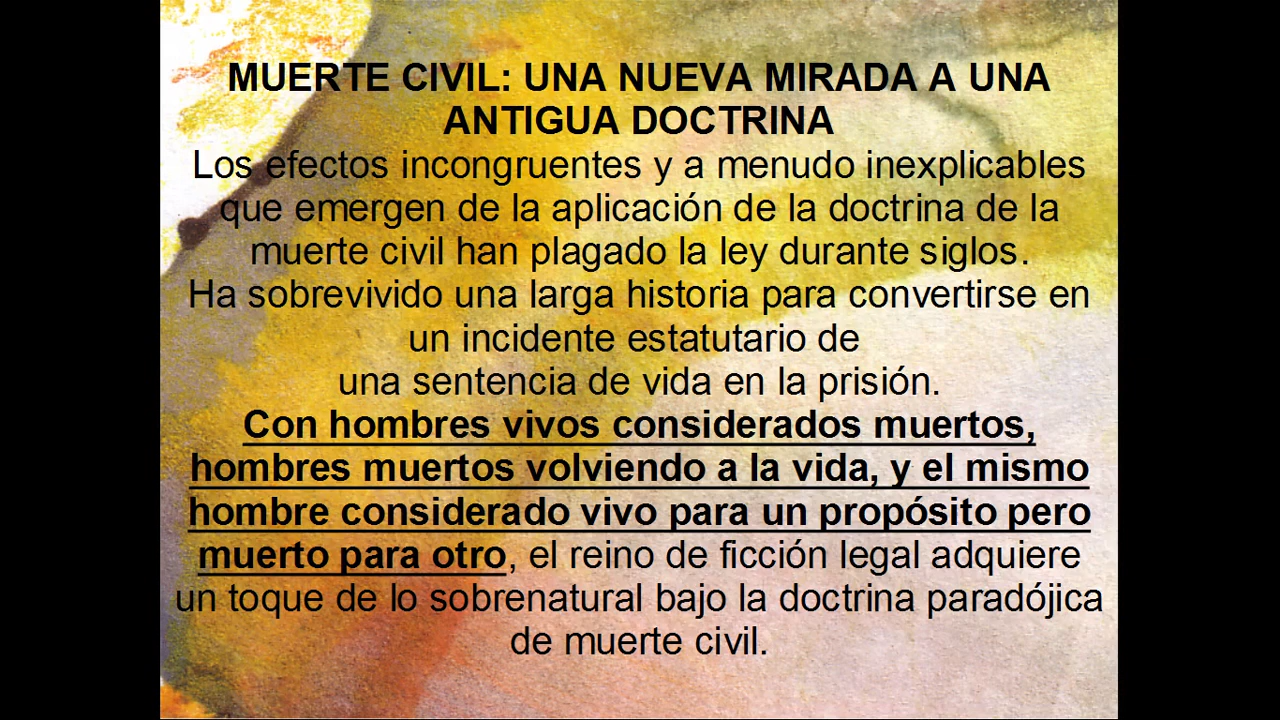 MUERTE CIVIL: UNA NUEVA MIRADA A UNA
ANTIGUA DOCTRINA
Los efectos incongruentes y a menudo inexplicables
que emergen de la aplicación de la doctrina de la
muerte civil han plagado la ley durante siglos.
Ha sobrevivido una larga historia para convertirse en
un incidente estatutario de
una sentencia de vida en la prisión.
Con hombres vivos considerados muertos,
hombres muertos volviendo a la vida, y el mismo
hombre considerado vivo para un propósito pero
muerto para otro, el reino de ficción legal adquiere
un toque de lo sobrenatural bajo la doctrina paradójica
de muerte civil.